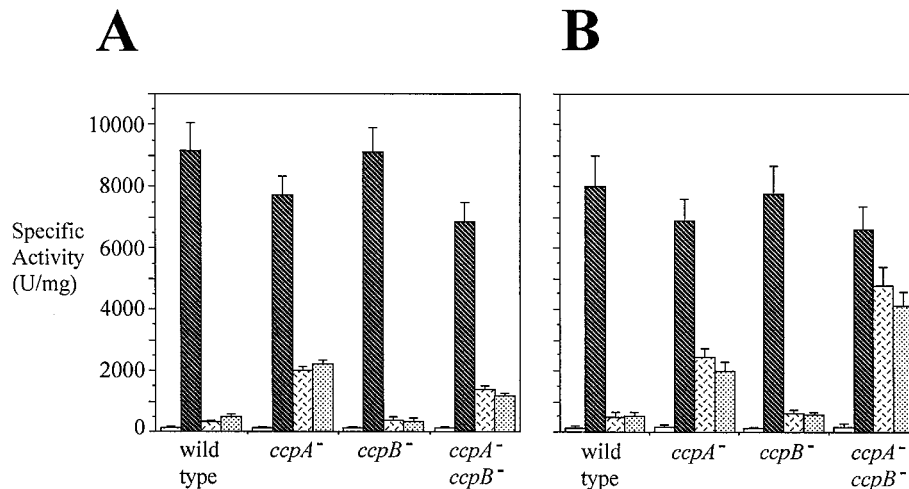 A
B
10000
8000
6000
4000
2000
0
Specific
Activity
(U/mg)
wild
type
ccpA⁻
ccpB⁻
ccpA⁻
ccpB⁻
wild
type
ccpA⁻
ccpB⁻
ccpA⁻
ccpB⁻